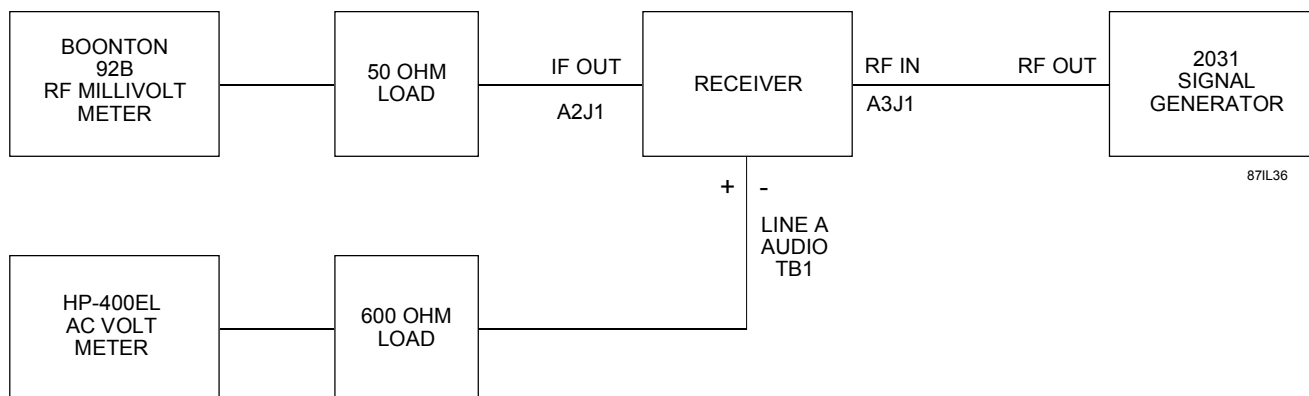 BOONTON
92B
RF MILLIVOLT
METER
50 OHM
LOAD
IF OUT
A2J1
RECEIVER
RF IN
A3J1
RF OUT
2031
SIGNAL
GENERATOR
87IL36
+ -
LINE A
AUDIO
TB1
HP-400EL
AC VOLT
METER
600 OHM
LOAD